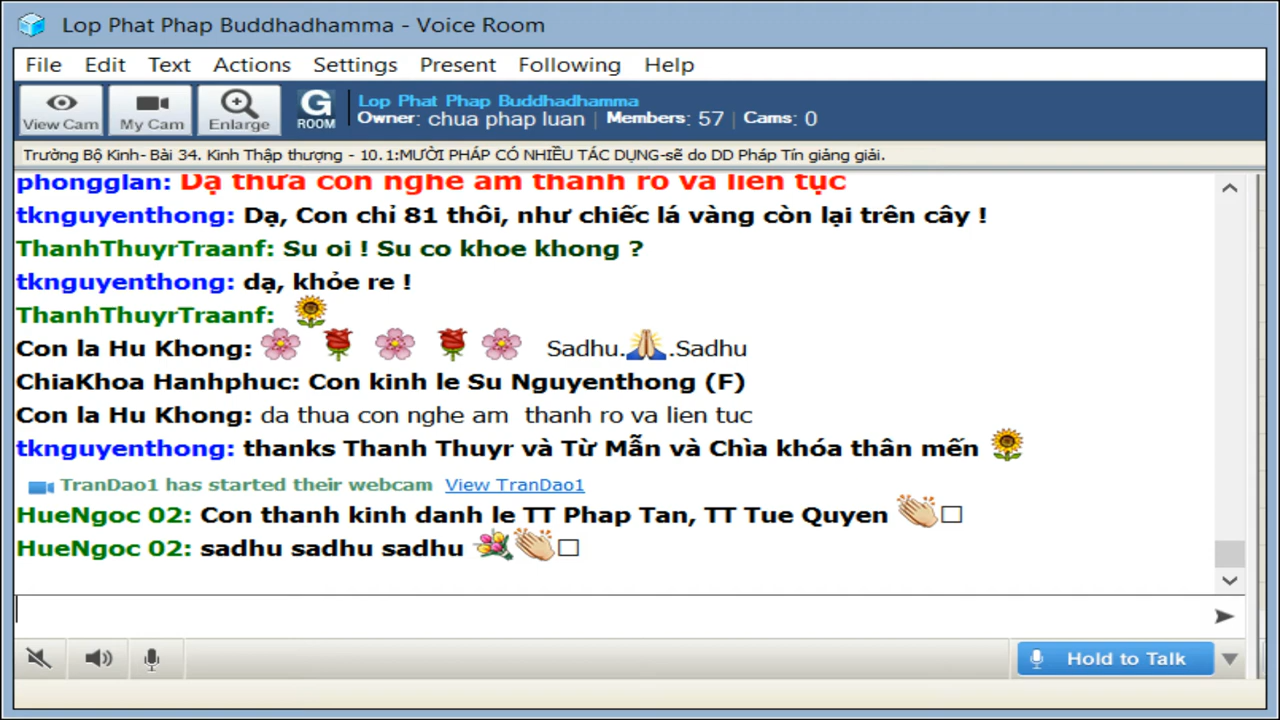 Lop Phat Phap Buddhadhamma - Voice Room
File Edit Text Actions Settings Present Following Help
View Cam My Cam Enlarge G ROOM Lop Phat Phap Buddhadhamma
Owner: chua phap luan | Members: 57 | Cams: 0
Trưởng Bộ Kinh- Bài 34. Kinh Thập thượng - 10.1:MƯỜI PHÁP CÓ NHIỀU TÁC DỤNG-sẽ do DD Pháp Tín giảng giải.
phongglan: Dạ thưa con nghe am thanh ro va lien tục
tknguyenthong: Dạ, Con chỉ 81 thôi, như chiếc lá vàng còn lại trên cây !
ThanhThuyrTraanf: Su oi ! Su co khoe khong ?
tknguyenthong: dạ, khỏe re !
ThanhThuyrTraanf: 🌻
Con la Hu Khong: 🌸 🌹 🌸 🌹 🌸 Sadhu.🙏.Sadhu
ChiaKhoa Hanhphuc: Con kinh le Su Nguyenthong (F)
Con la Hu Khong: da thua con nghe am thanh ro va lien tuc
tknguyenthong: thanks Thanh Thuyr và Từ Mẫn và Chìa khóa thân mến 🌻
TranDao1 has started their webcam View TranDao1
HueNgoc 02: Con thanh kinh danh le TT Phap Tan, TT Tue Quyen 👏□
HueNgoc 02: sadhu sadhu sadhu 💐👏□
Hold to Talk